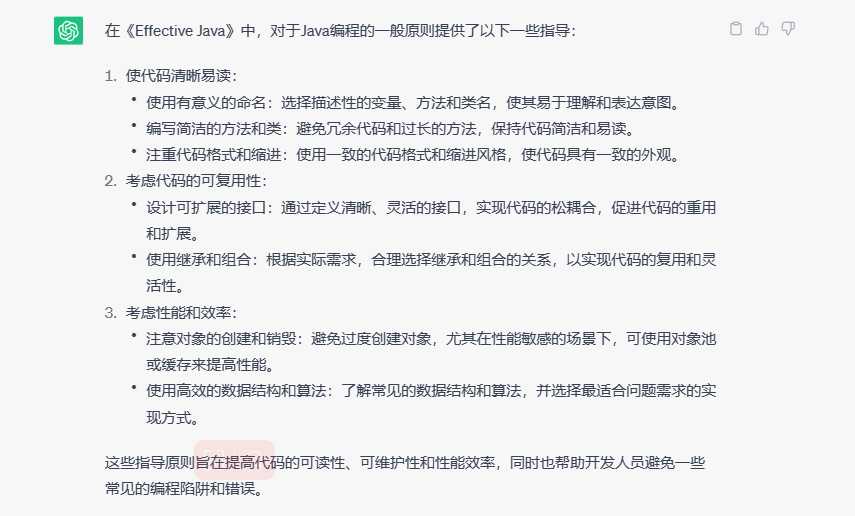 在《Effective Java》中，对于Java编程的一般原则提供了以下一些指导：
1. 使代码清晰易读：
• 使用有意义的命名：选择描述性的变量、方法和类名，使其易于理解和表达意图。
• 编写简洁的方法和类：避免冗余代码和过长的方法，保持代码简洁和易读。
• 注重代码格式和缩进：使用一致的代码格式和缩进风格，使代码具有一致的外观。
2. 考虑代码的可复用性：
• 设计可扩展的接口：通过定义清晰、灵活的接口，实现代码的松耦合，促进代码的重用
和扩展。
• 使用继承和组合：根据实际需求，合理选择继承和组合的关系，以实现代码的复用和灵
活性。
3. 考虑性能和效率：
• 注意对象的创建和销毁：避免过度创建对象，尤其在性能敏感的场景下，可使用对象池
或缓存来提高性能。
• 使用高效的数据结构和算法：了解常见的数据结构和算法，并选择最适合问题需求的实
现方式。
这些指导原则旨在提高代码的可读性、可维护性和性能效率，同时也帮助开发人员避免一些
常见的编程陷阱和错误。